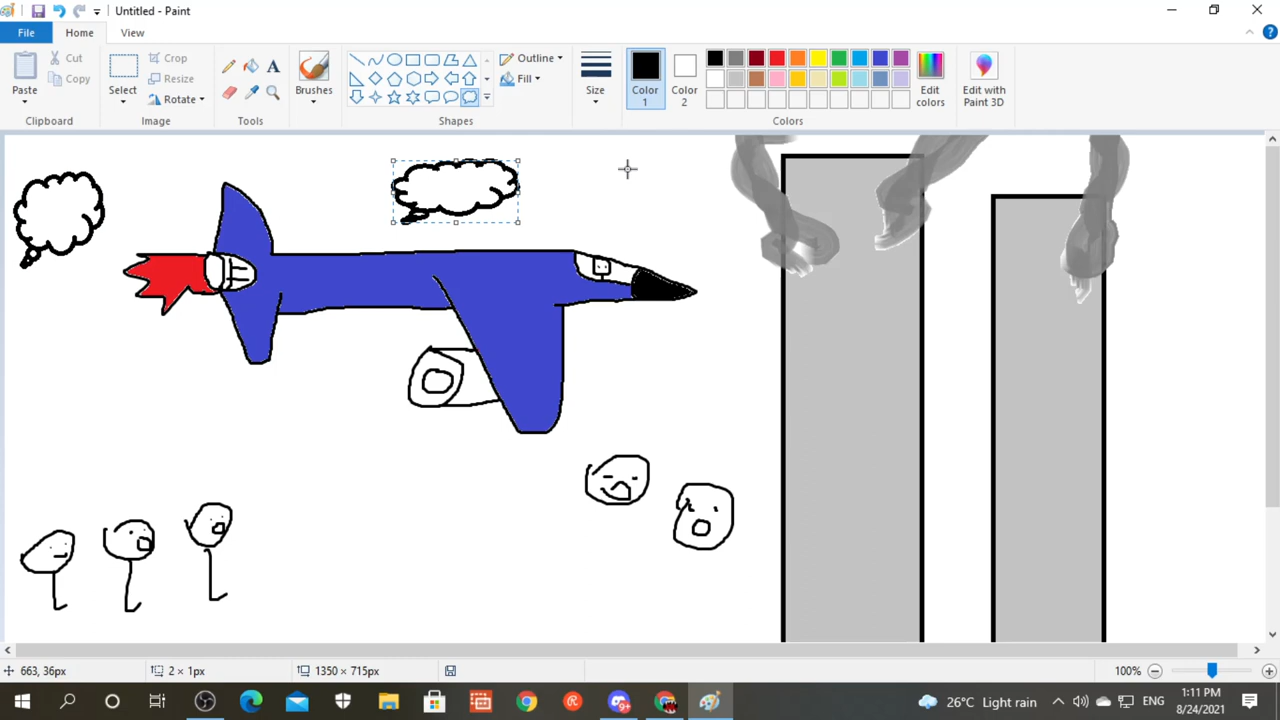 Untitled - Paint
File Home View
Paste
Cut
Copy
Clipboard
Select
Crop
Resize
Rotate
Image
A
Tools
Brushes
Shapes
Outline
Fill
Size
Color 1
Color 2
Edit colors
Colors
Edit with Paint 3D
663, 36px 2 × 1px 1350 × 715px 100%
9+ R 26°C Light rain ENG 1:11 PM
8/24/2021